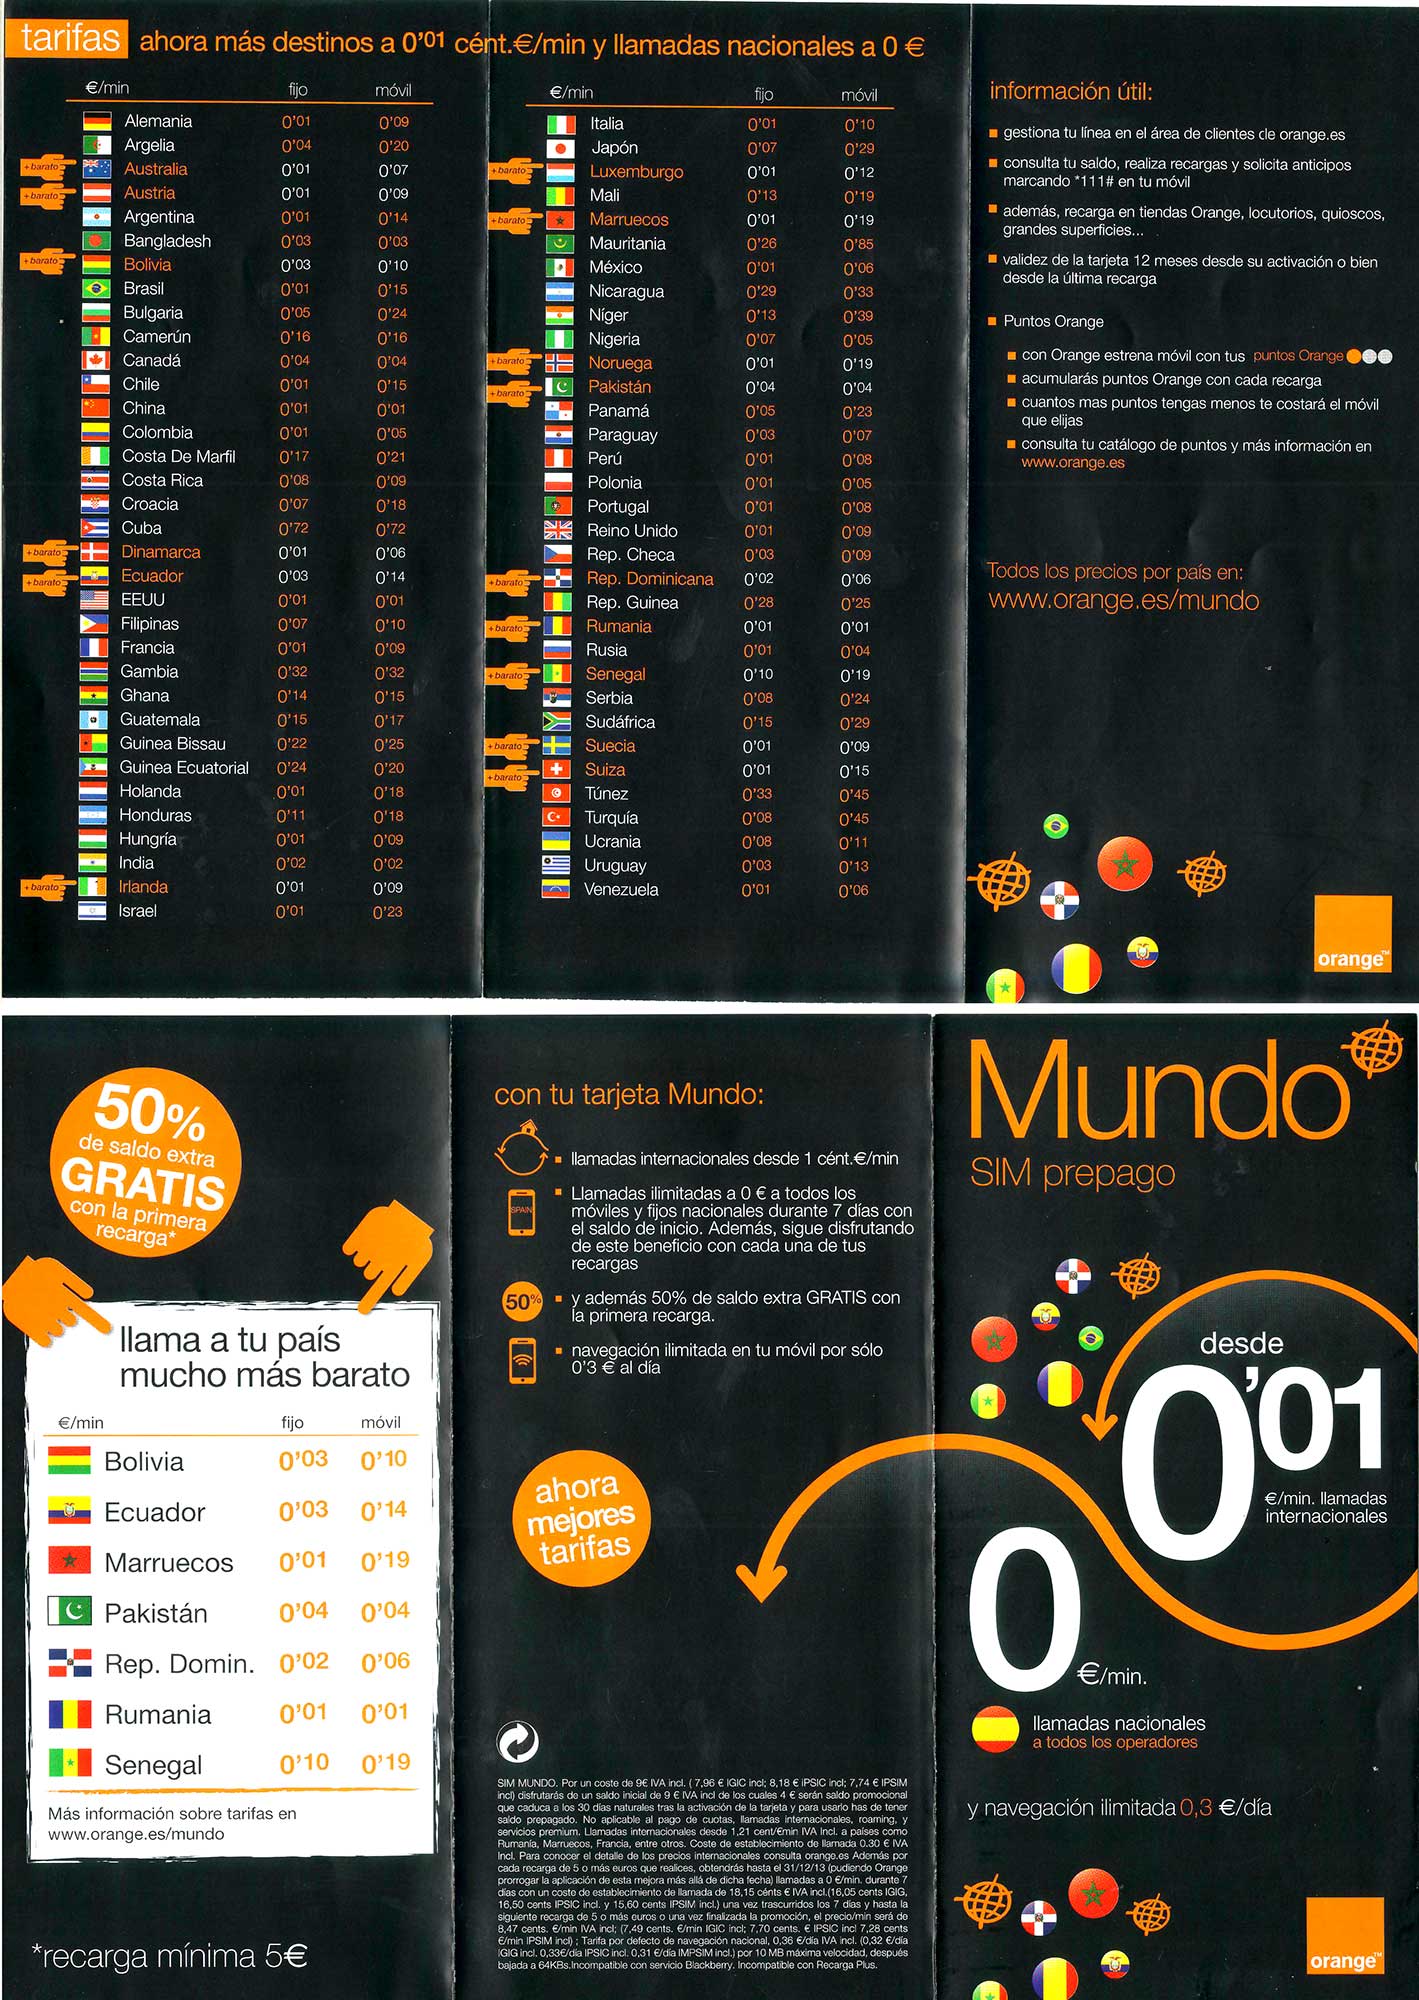 tarifas ahora más destinos a 0'01 cént.€/min y llamadas nacionales a 0 €
€/min fijo móvil
Alemania 0'01 0'09
Argelia 0'04 0'20
+barato Australia 0'01 0'07
+barato Austria 0'01 0'09
Argentina 0'01 0'14
Bangladesh 0'03 0'03
+barato Bolivia 0'03 0'10
Brasil 0'01 0'15
Bulgaria 0'05 0'24
Camerún 0'16 0'16
Canadá 0'04 0'04
Chile 0'01 0'15
China 0'01 0'01
Colombia 0'01 0'05
Costa De Marfil 0'17 0'21
Costa Rica 0'08 0'09
Croacia 0'07 0'18
Cuba 0'72 0'72
+barato Dinamarca 0'01 0'06
+barato Ecuador 0'03 0'14
EEUU 0'01 0'01
Filipinas 0'07 0'10
Francia 0'01 0'09
Gambia 0'32 0'32
Ghana 0'14 0'15
Guatemala 0'15 0'17
Guinea Bissau 0'22 0'25
Guinea Ecuatorial 0'24 0'20
Holanda 0'01 0'18
Honduras 0'11 0'18
Hungría 0'01 0'09
India 0'02 0'02
+barato Irlanda 0'01 0'09
Israel 0'01 0'23
€/min fijo móvil
Italia 0'01 0'10
Japón 0'07 0'29
+barato Luxemburgo 0'01 0'12
Mali 0'13 0'19
+barato Marruecos 0'01 0'19
Mauritania 0'26 0'85
México 0'01 0'06
Nicaragua 0'29 0'33
Níger 0'13 0'39
Nigeria 0'07 0'05
+barato Noruega 0'01 0'19
+barato Pakistán 0'04 0'04
Panamá 0'05 0'23
Paraguay 0'03 0'07
Perú 0'01 0'08
Polonia 0'01 0'05
Portugal 0'01 0'08
Reino Unido 0'01 0'09
Rep. Checa 0'03 0'09
+barato Rep. Dominicana 0'02 0'06
Rep. Guinea 0'28 0'25
+barato Rumania 0'01 0'01
Rusia 0'01 0'04
+barato Senegal 0'10 0'19
Serbia 0'08 0'24
Sudáfrica 0'15 0'29
+barato Suecia 0'01 0'09
+barato Suiza 0'01 0'15
Túnez 0'33 0'45
Turquía 0'08 0'45
Ucrania 0'08 0'11
Uruguay 0'03 0'13
Venezuela 0'01 0'06
información útil:
gestiona tu línea en el área de clientes de orange.es
consulta tu saldo, realiza recargas y solicita anticipos
marcando *111# en tu móvil
además, recarga en tiendas Orange, locutorios, quioscos,
grandes superficies...
validez de la tarjeta 12 meses desde su activación o bien
desde la última recarga
Puntos Orange
con Orange estrena móvil con tus puntos Orange
acumularás puntos Orange con cada recarga
cuantos mas puntos tengas menos te costará el móvil
que elijas
consulta tu catálogo de puntos y más información en
www.orange.es
Todos los precios por país en:
www.orange.es/mundo
orange™
50%
de saldo extra
GRATIS
con la primera
recarga*
llama a tu país
mucho más barato
€/min fijo móvil
Bolivia 0'03 0'10
Ecuador 0'03 0'14
Marruecos 0'01 0'19
Pakistán 0'04 0'04
Rep. Domin. 0'02 0'06
Rumania 0'01 0'01
Senegal 0'10 0'19
Más información sobre tarifas en
www.orange.es/mundo
*recarga mínima 5€
con tu tarjeta Mundo:
llamadas internacionales desde 1 cént.€/min
SPAIN
Llamadas ilimitadas a 0 € a todos los
móviles y fijos nacionales durante 7 días con
el saldo de inicio. Además, sigue disfrutando
de este beneficio con cada una de tus
recargas
50%
y además 50% de saldo extra GRATIS con
la primera recarga.
navegación ilimitada en tu móvil por sólo
0'3 € al día
ahora
mejores
tarifas
SIM MUNDO. Por un coste de 9€ IVA incl. ( 7,96 € IGIC incl; 8,18 € IPSIC incl; 7,74 € IPSIM
incl) disfrutarás de un saldo inicial de 9 € IVA incl de los cuales 4 € serán saldo promocional
que caduca a los 30 días naturales tras la activación de la tarjeta y para usarlo has de tener
saldo prepagado. No aplicable al pago de cuotas, llamadas internacionales, roaming, y
servicios premium. Llamadas internacionales desde 1,21 cent/€min IVA Incl. a países como
Rumanía, Marruecos, Francia, entre otros. Coste de establecimiento de llamada 0.30 € IVA
Incl. Para conocer el detalle de los precios internacionales consulta orange.es Además por
cada recarga de 5 o más euros que realices, obtendrás hasta el 31/12/13 (pudiendo Orange
prorrogar la aplicación de esta mejora más allá de dicha fecha) llamadas a 0 €/min. durante 7
días con un coste de establecimiento de llamada de 18,15 cénts € IVA incl.(16,05 cents IGIG,
16,50 cents IPSIC incl. y 15,60 cents IPSIM incl.) una vez trascurridos los 7 días y hasta la
siguiente recarga de 5 o más euros o una vez finalizada la promoción, el precio/min será de
8,47 cents. €/min IVA incl; (7,49 cents. €/min IGIC incl; 7,70 cents. € IPSIC incl 7,28 cents
€/min IPSIM incl) ; Tarifa por defecto de navegación nacional, 0,36 €/día IVA incl. (0,32 €/día
IGIG incl. 0,33€/día IPSIC incl. 0,31 €/día IMPSIM incl.) por 10 MB máxima velocidad, después
bajada a 64KBs.Incompatible con servicio Blackberry. Incompatible con Recarga Plus.
Mundo
SIM prepago
desde
0'01
€/min. llamadas
internacionales
0
€/min.
llamadas nacionales
a todos los operadores
y navegación ilimitada 0,3 €/día
orange™